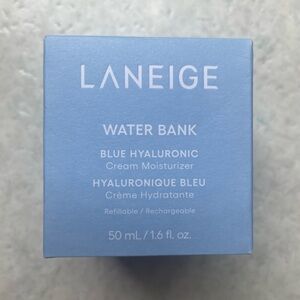 LANEIGE
WATER BANK
BLUE HYALURONIC
Cream Moisturizer
HYALURONIQUE BLEU
Crème Hydratante
Refillable / Rechargeable
50 mL / 1.6 fl. oz.